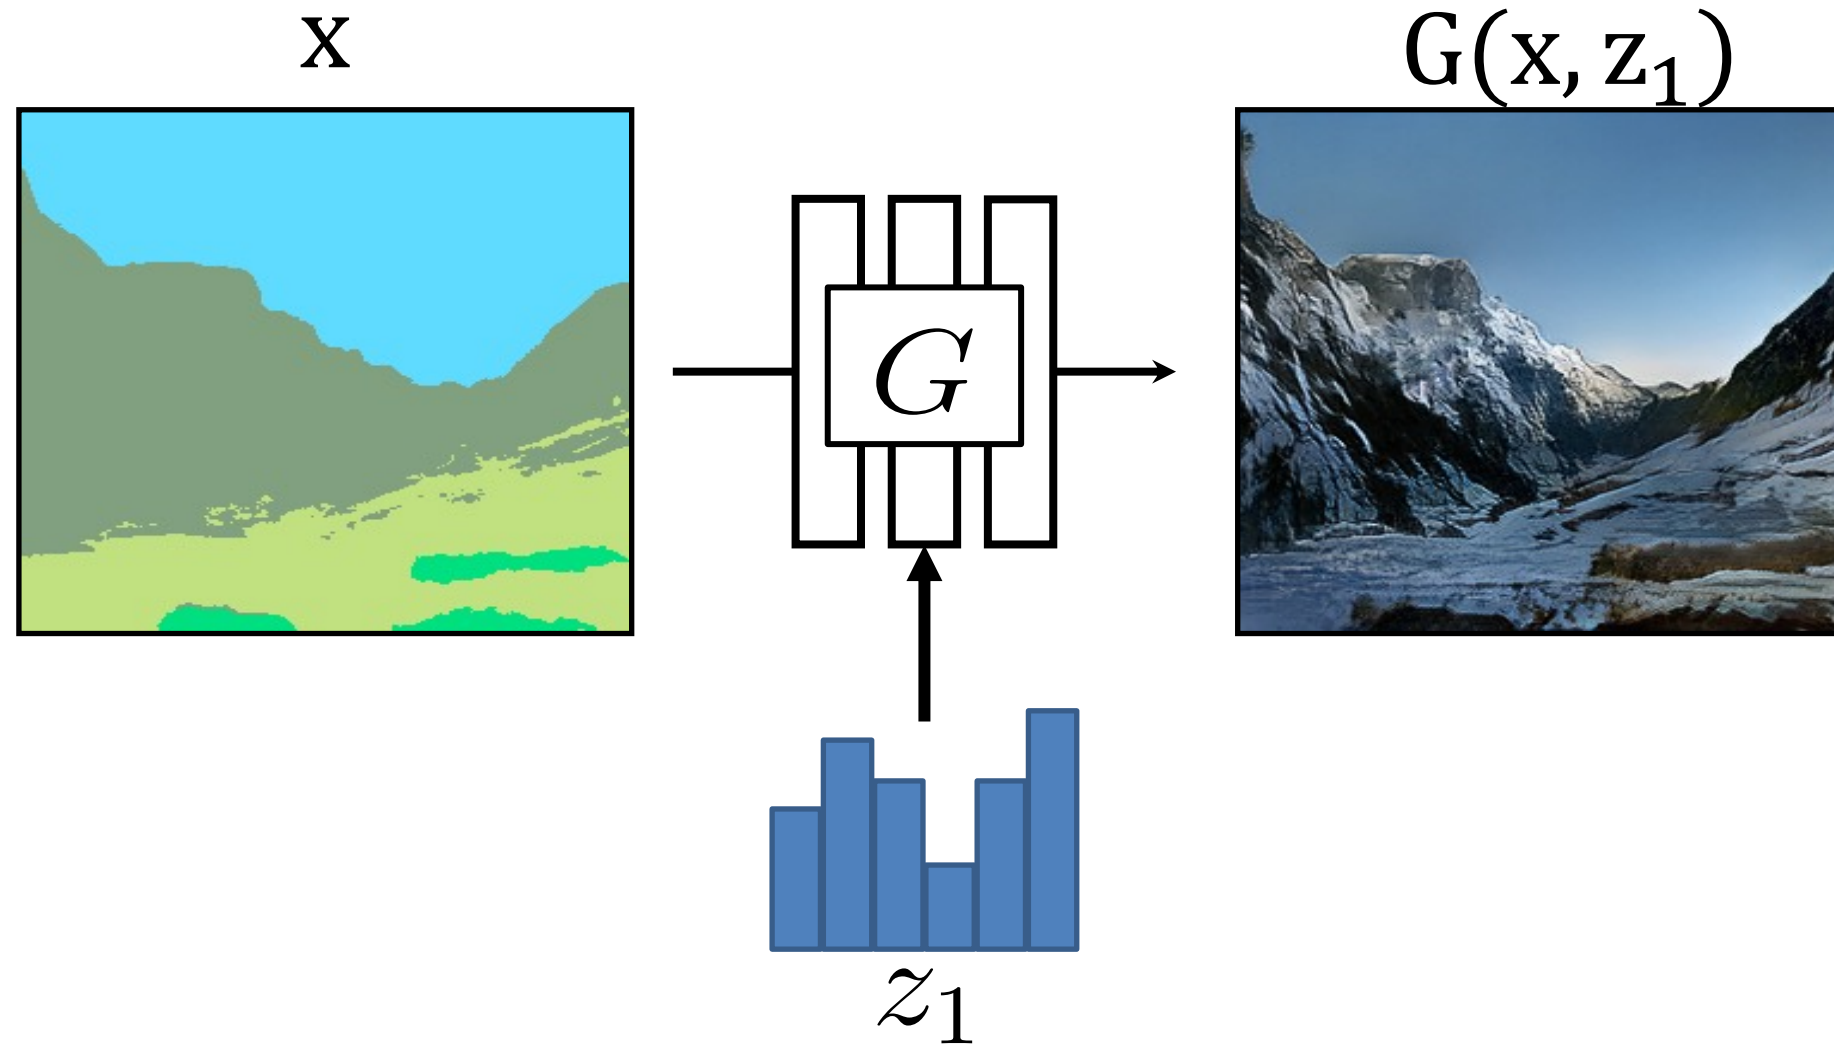 x
G(x, z₁)
G
z₁